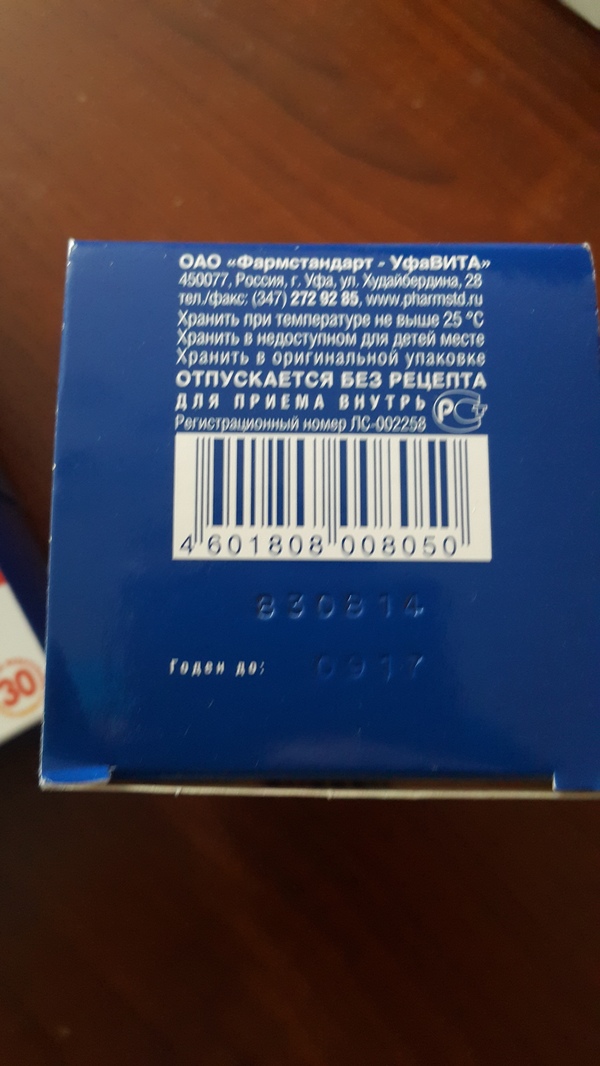 ОАО «Фармстандарт - УфаВИТА»
450077, Россия, г. Уфа, ул. Худайбердина, 28
тел./факс: (347) 272 92 85, www.pharmstd.ru
Хранить при температуре не выше 25 °С
Хранить в недоступном для детей месте
Хранить в оригинальной упаковке
ОТПУСКАЕТСЯ БЕЗ РЕЦЕПТА
ДЛЯ ПРИЕМА ВНУТРЬ
Регистрационный номер ЛС-002258
4 601808 008050
830814
Годен до: 0917
30